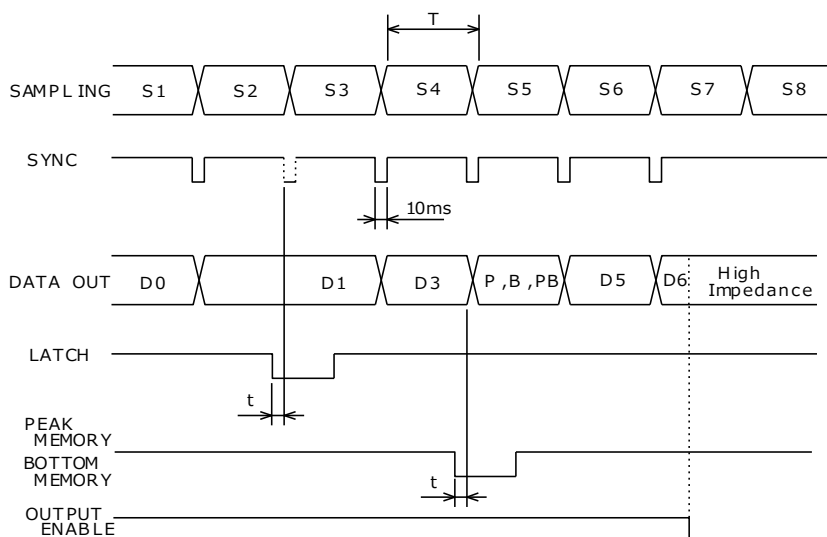 T
SAMPLING S1 S2 S3 S4 S5 S6 S7 S8
SYNC
10ms
DATA OUT D0 D1 D3 P,B,PB D5 D6 High
Impedance
LATCH
t
PEAK
MEMORY
BOTTOM
MEMORY
t
OUTPUT
ENABLE